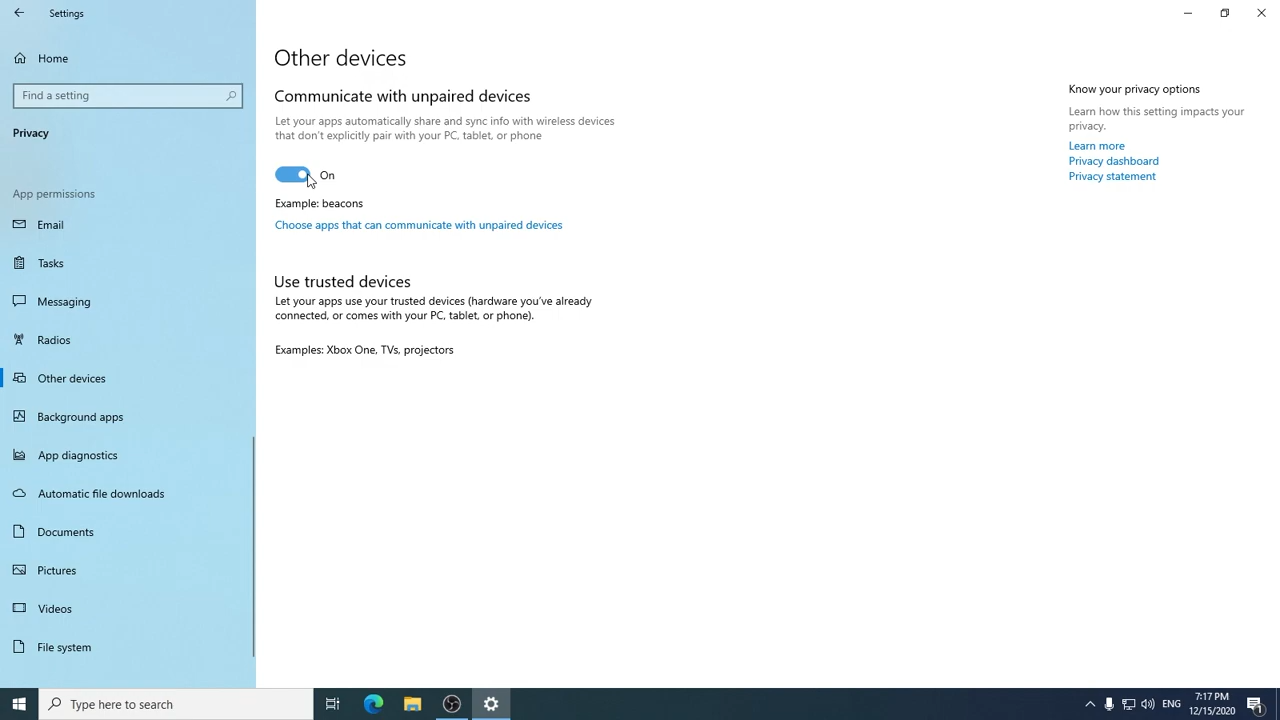 Settings
Home
Find a setting
Privacy
App permissions
Email
Tasks
Messaging
Radios
Other devices
Background apps
App diagnostics
Automatic file downloads
Documents
Pictures
Videos
File system
Other devices
Communicate with unpaired devices
Let your apps automatically share and sync info with wireless devices
that don't explicitly pair with your PC, tablet, or phone
On
Example: beacons
Choose apps that can communicate with unpaired devices
Use trusted devices
Let your apps use your trusted devices (hardware you've already
connected, or comes with your PC, tablet, or phone).
Examples: Xbox One, TVs, projectors
Know your privacy options
Learn how this setting impacts your
privacy.
Learn more
Privacy dashboard
Privacy statement
Type here to search
ENG
7:17 PM
12/15/2020
1